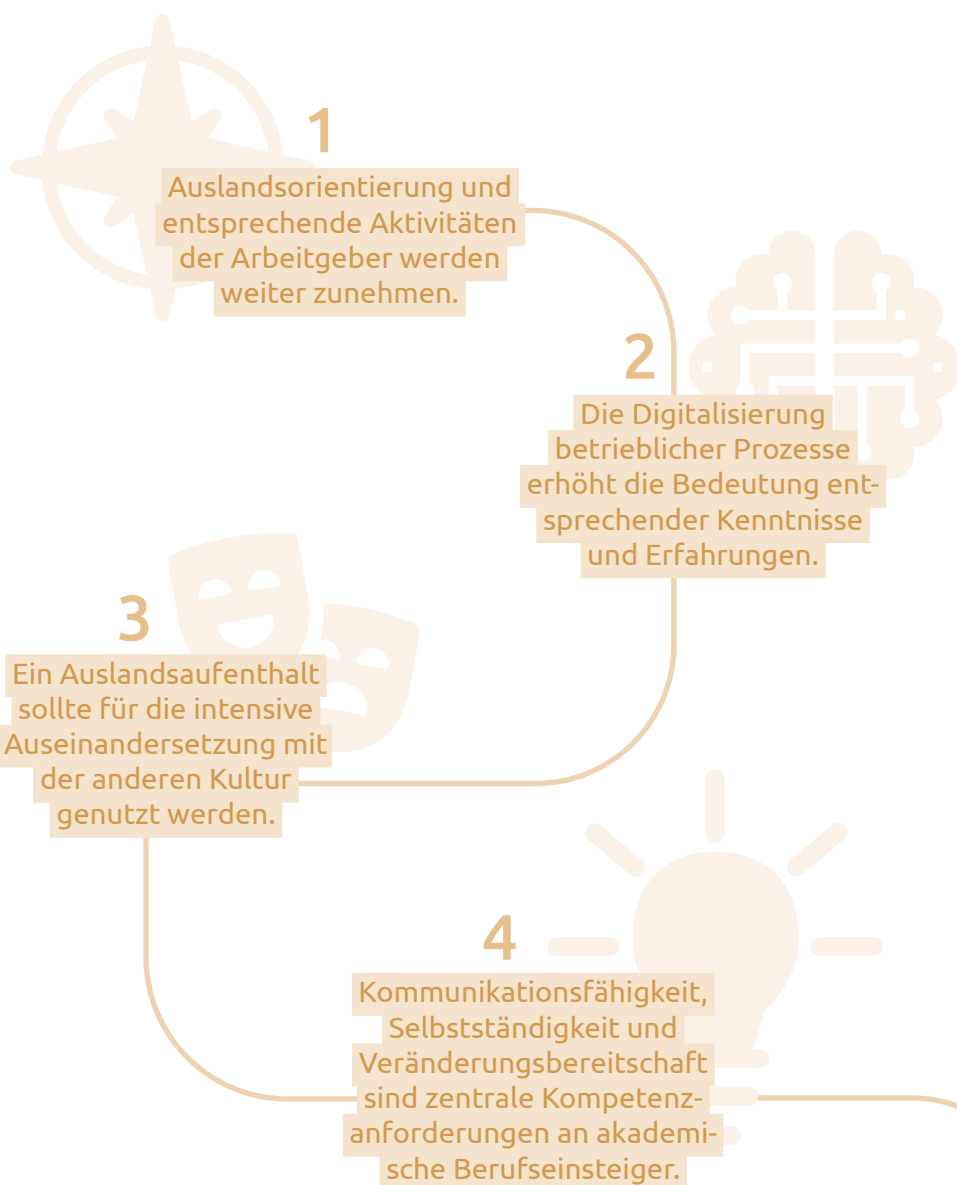 1
Auslandsorientierung und
entsprechende Aktivitäten
der Arbeitgeber werden
weiter zunehmen.
2
Die Digitalisierung
betrieblicher Prozesse
erhöht die Bedeutung ent-
sprechender Kenntnisse
und Erfahrungen.
3
Ein Auslandsaufenthalt
sollte für die intensive
Auseinandersetzung mit
der anderen Kultur
genutzt werden.
4
Kommunikationsfähigkeit,
Selbstständigkeit und
Veränderungsbereitschaft
sind zentrale Kompetenz-
anforderungen an akademi-
sche Berufseinsteiger.